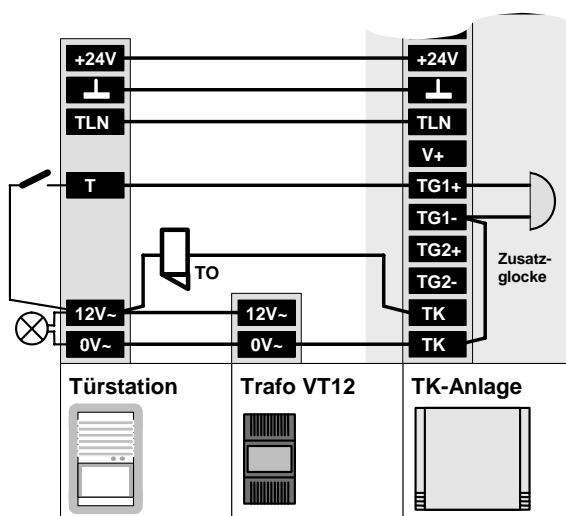 +24V +24V
TLN TLN
V+
T TG1+
TG1-
TG2+
Zusatz-
TO
glocke
TG2-
12V~ 12V~ TK
0V~ 0V~ TK
Türstation Trafo VT12 TK-Anlage